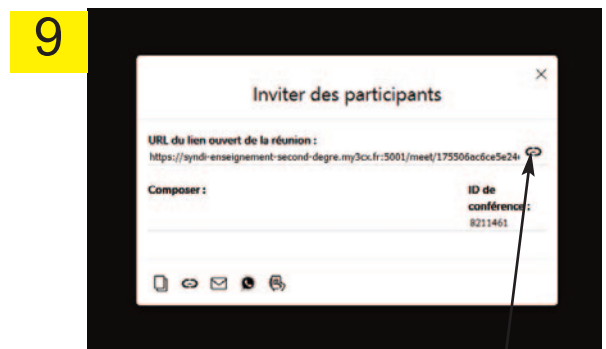 9
Inviter des participants
URL du lien ouvert de la réunion :
https://syndi-enseignement-second-degre.my3cx.fr:5001/meet/175506ac6ce5e24
Composer :
ID de
conférence :
8211461